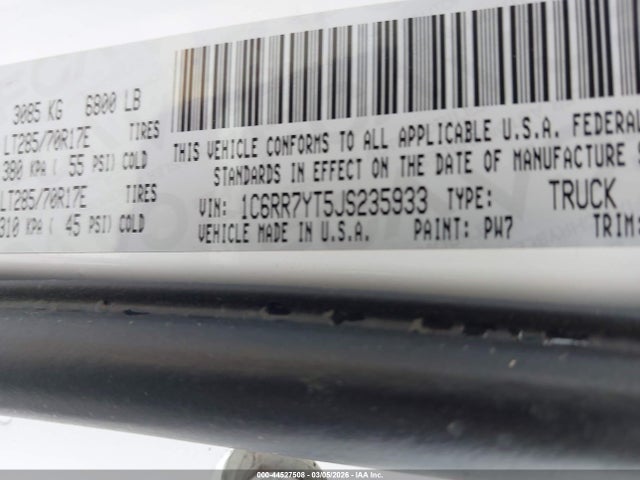 3085 KG 6800 LB
LT285/70R17E TIRES
380 KPA ( 55 PSI) COLD
LT285/70R17E TIRES
310 KPA ( 45 PSI) COLD
THIS VEHICLE CONFORMS TO ALL APPLICABLE U.S.A. FEDERAL
STANDARDS IN EFFECT ON THE DATE OF MANUFACTURE
VIN: 1C6RR7YT5JS235933 TYPE: TRUCK
VEHICLE MADE IN U.S.A. PAINT: PW7 TRIM:
000-44527508 - 03/05/2026 - IAAI.com